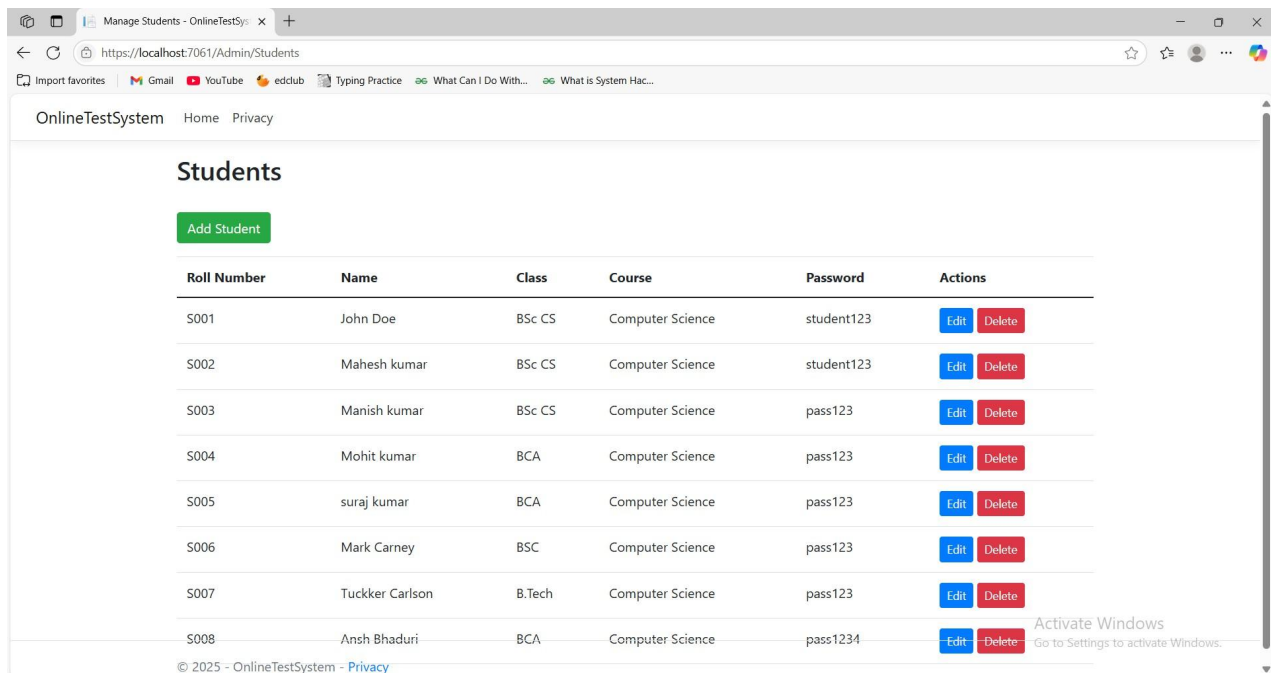 Manage Students - OnlineTestSys
https://localhost:7061/Admin/Students
Import favorites Gmail YouTube edclub Typing Practice What Can I Do With... What is System Hac...
OnlineTestSystem Home Privacy
Students
Add Student
Roll Number Name Class Course Password Actions
S001 John Doe BSc CS Computer Science student123 Edit Delete
S002 Mahesh kumar BSc CS Computer Science student123 Edit Delete
S003 Manish kumar BSc CS Computer Science pass123 Edit Delete
S004 Mohit kumar BCA Computer Science pass123 Edit Delete
S005 suraj kumar BCA Computer Science pass123 Edit Delete
S006 Mark Carney BSC Computer Science pass123 Edit Delete
S007 Tuckker Carlson B.Tech Computer Science pass123 Edit Delete
S008 Ansh Bhaduri BCA Computer Science pass1234 Edit Delete
Activate Windows
Go to Settings to activate Windows.
© 2025 - OnlineTestSystem - Privacy